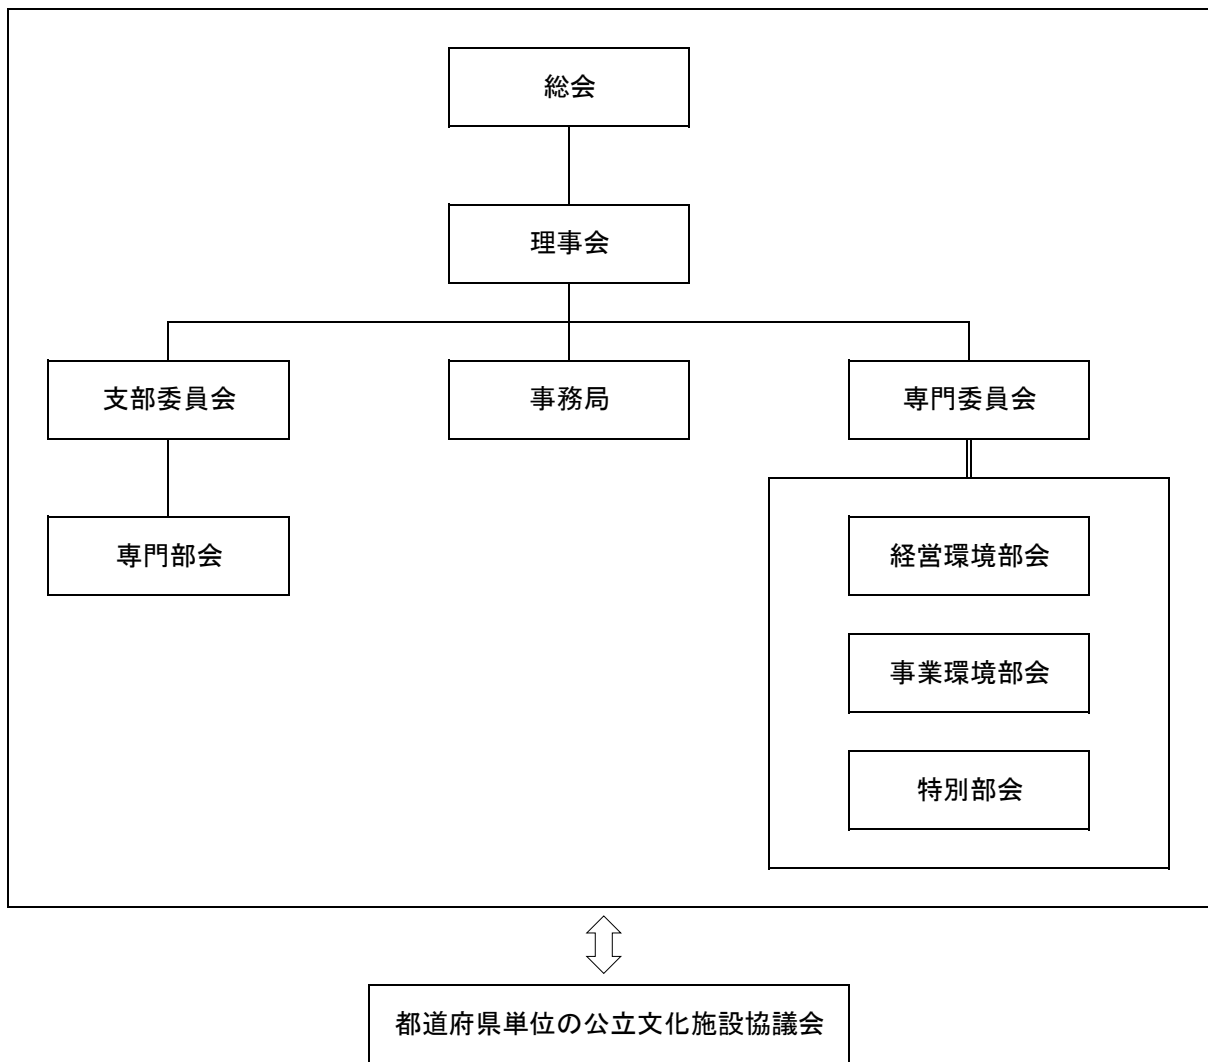 総会
理事会
支部委員会
事務局
専門委員会
専門部会
経営環境部会
事業環境部会
特別部会
都道府県単位の公立文化施設協議会